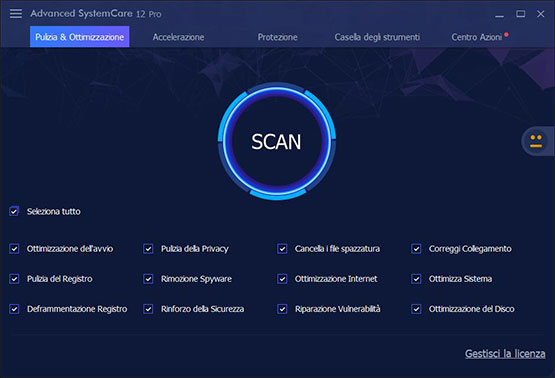 Advanced SystemCare 12 Pro
Pulizia & Ottimizzazione Accelerazione Protezione Casella degli strumenti Centro Azioni
SCAN
Seleziona tutto
Ottimizzazione dell'avvio Pulizia della Privacy Cancella i file spazzatura Correggi Collegamento
Pulizia del Registro Rimozione Spyware Ottimizzazione Internet Ottimizza Sistema
Deframmentazione Registro Rinforzo della Sicurezza Riparazione Vulnerabilità Ottimizzazione del Disco
Gestisci la licenza